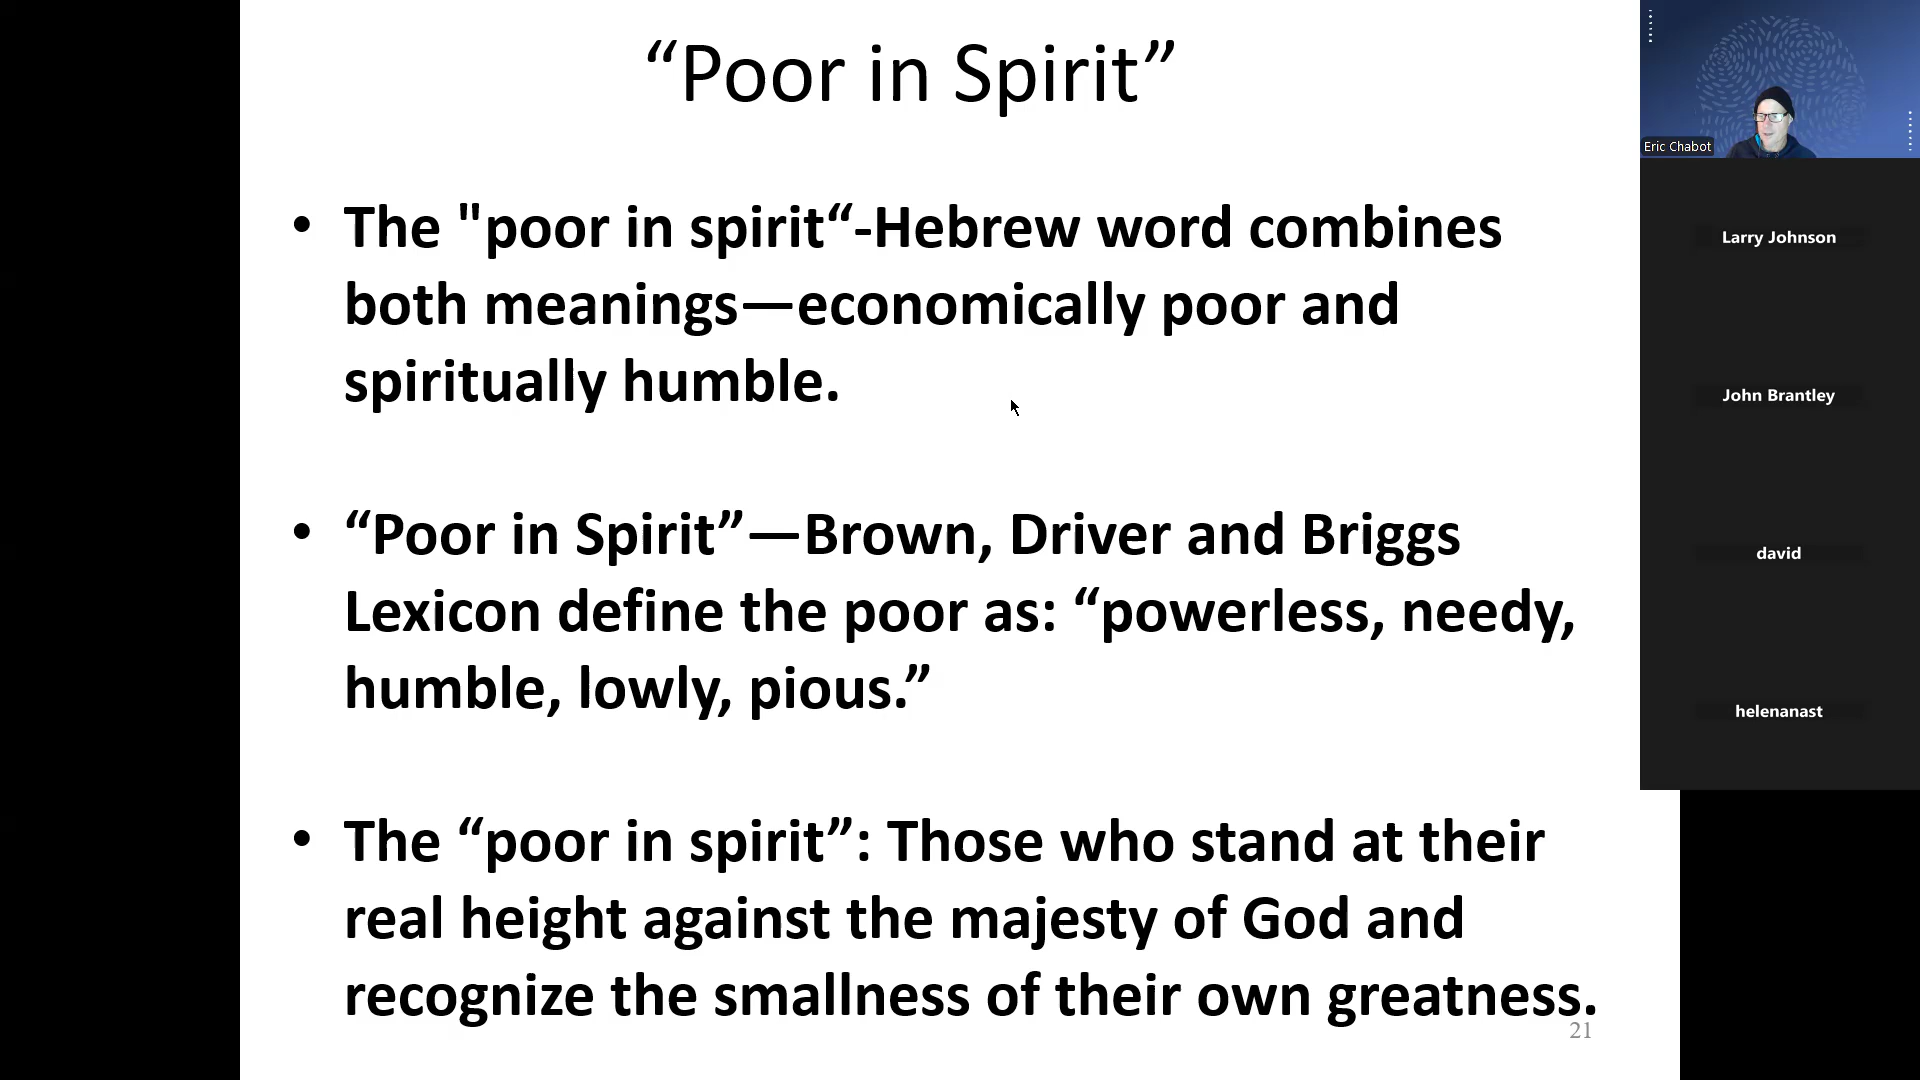 “Poor in Spirit”
• The "poor in spirit“-Hebrew word combines
both meanings—economically poor and
spiritually humble.
• “Poor in Spirit”—Brown, Driver and Briggs
Lexicon define the poor as: “powerless, needy,
humble, lowly, pious.”
• The “poor in spirit”: Those who stand at their
real height against the majesty of God and
recognize the smallness of their own greatness.
21
Eric Chabot
Larry Johnson
John Brantley
david
helenanast